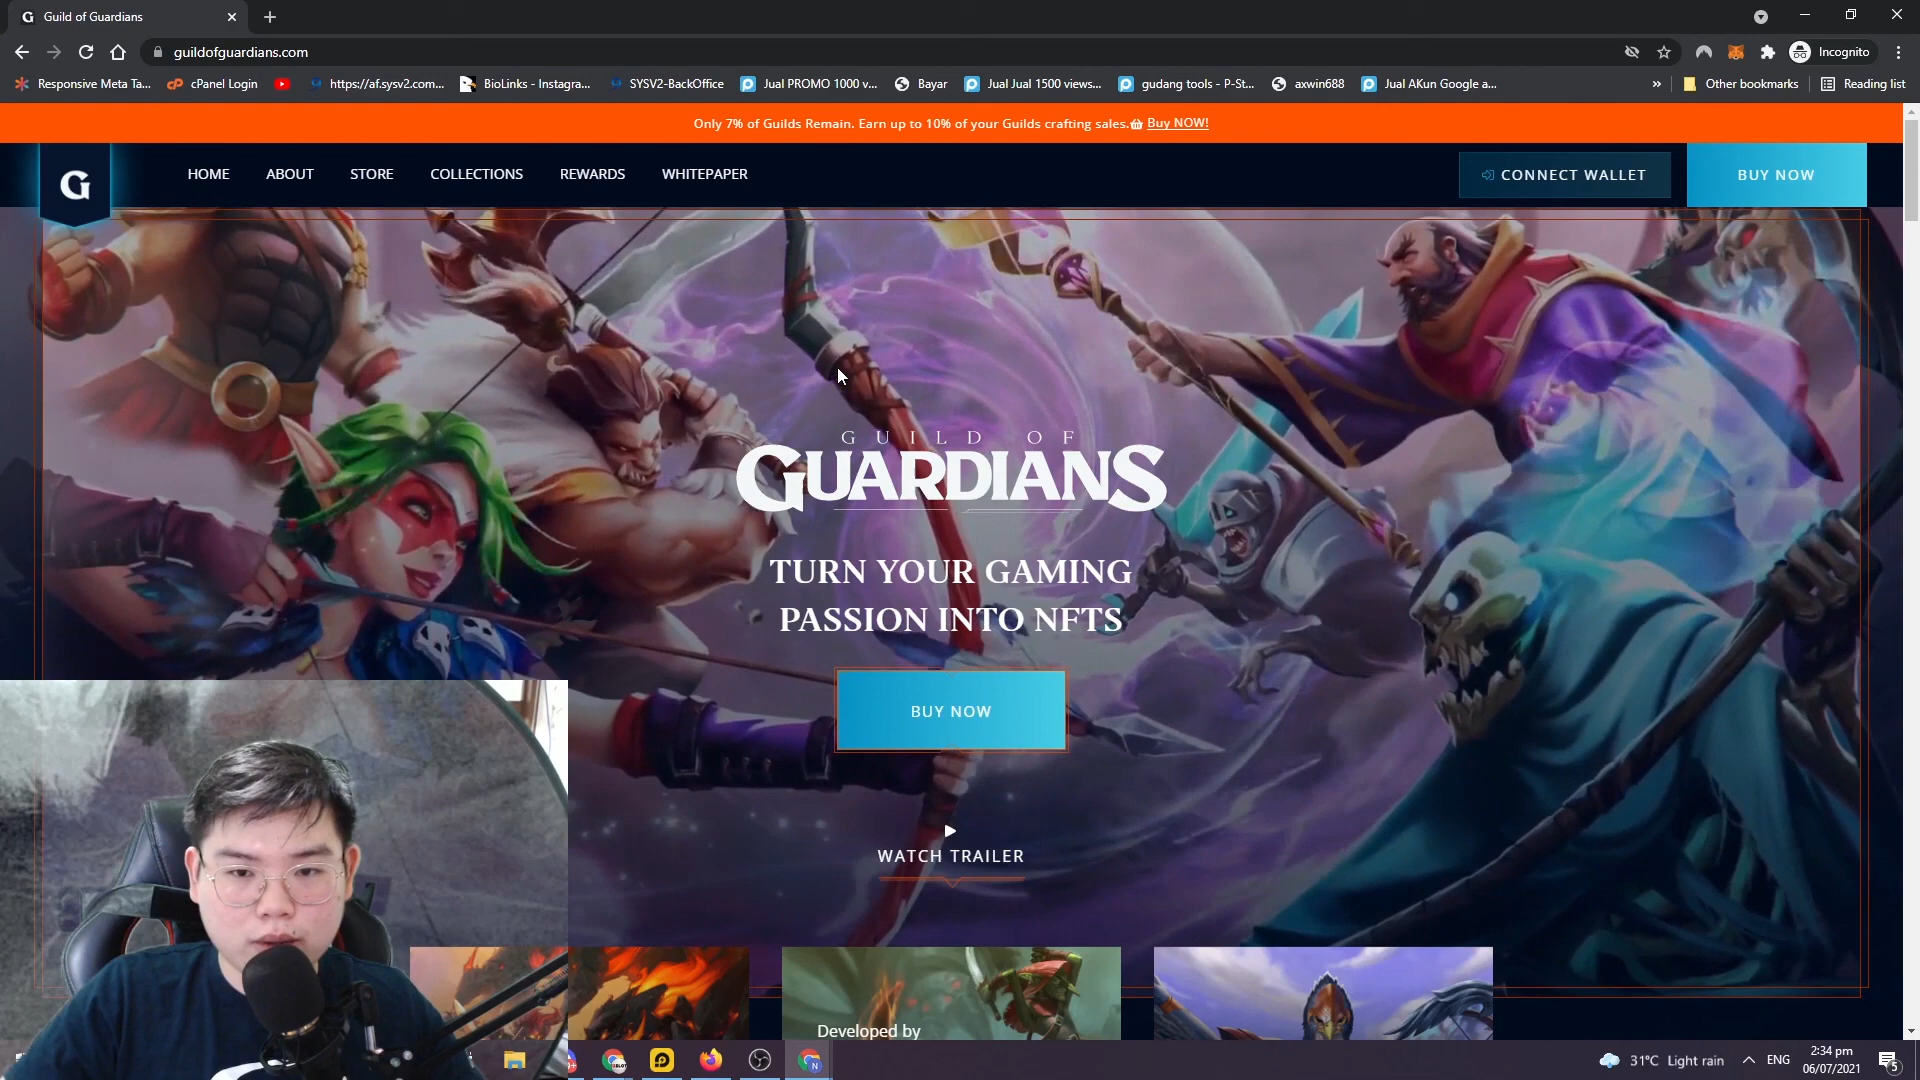 Guild of Guardians
guildofguardians.com
Incognito
Responsive Meta Ta...
cPanel Login
https://af.sysv2.com...
BioLinks - Instagra...
SYSV2-BackOffice
Jual PROMO 1000 v...
Bayar
Jual Jual 1500 views...
gudang tools - P-St...
axwin688
Jual AKun Google a...
»
Other bookmarks
Reading list
Only 7% of Guilds Remain. Earn up to 10% of your Guilds crafting sales. Buy NOW!
G
HOME
ABOUT
STORE
COLLECTIONS
REWARDS
WHITEPAPER
CONNECT WALLET
BUY NOW
GUILD OF
GUARDIANS
TURN YOUR GAMING
PASSION INTO NFTS
BUY NOW
WATCH TRAILER
Developed by
31°C Light rain
ENG
2:34 pm
06/07/2021
5